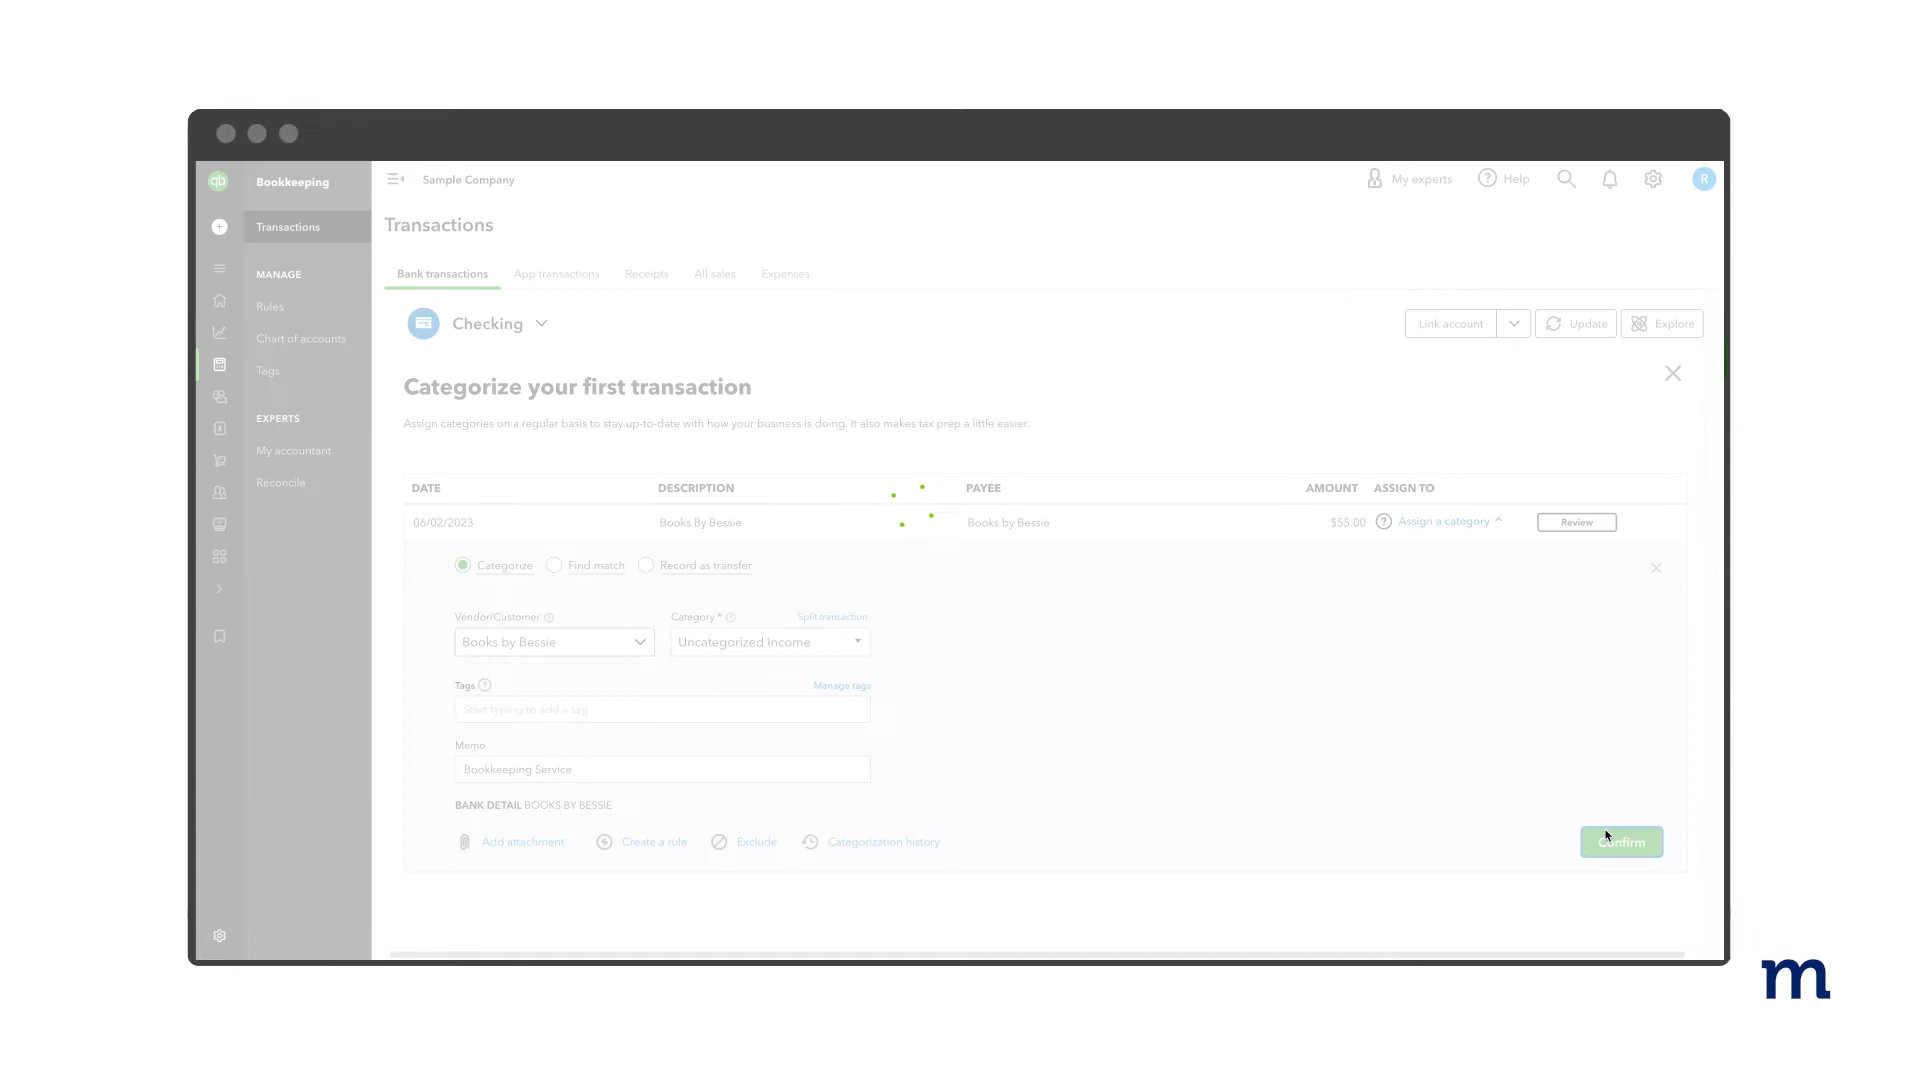 qb
Bookkeeping
Sample Company
My experts
Help
R
Transactions
Transactions
MANAGE
Bank transactions
App transactions
Receipts
All sales
Expenses
Rules
Checking
Link account
Update
Explore
Chart of accounts
Tags
Categorize your first transaction
EXPERTS
Assign categories on a regular basis to stay up-to-date with how your business is doing. It also makes tax prep a little easier.
My accountant
Reconcile
DATE DESCRIPTION PAYEE AMOUNT ASSIGN TO
06/02/2023 Books By Bessie Books by Bessie $55.00 ? Assign a category Review
Categorize Find match Record as transfer
Vendor/Customer ? Category * ? Split transaction
Books by Bessie Uncategorized Income
Tags ? Manage tags
Start typing to add a tag
Memo
Bookkeeping Service
BANK DETAIL BOOKS BY BESSIE
Add attachment Create a rule Exclude Categorization history
Confirm
m